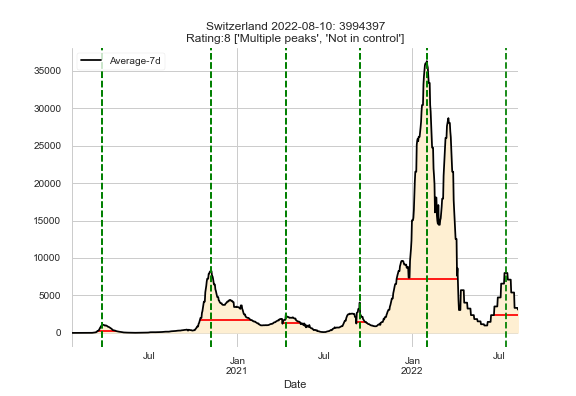 Switzerland 2022-08-10: 3994397
Rating:8 ['Multiple peaks', 'Not in control']
Average-7d
35000
30000
25000
20000
15000
10000
5000
0
Jul
Jan
2021
Jul
Jan
2022
Jul
Date